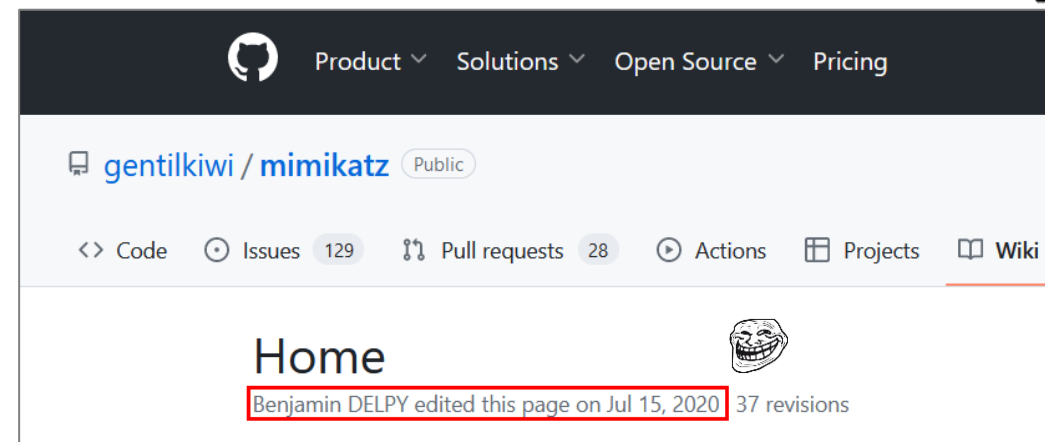 Product Solutions Open Source Pricing
gentilkiwi / mimikatz Public
<> Code Issues 129 Pull requests 28 Actions Projects Wiki
Home
Benjamin DELPY edited this page on Jul 15, 2020 37 revisions